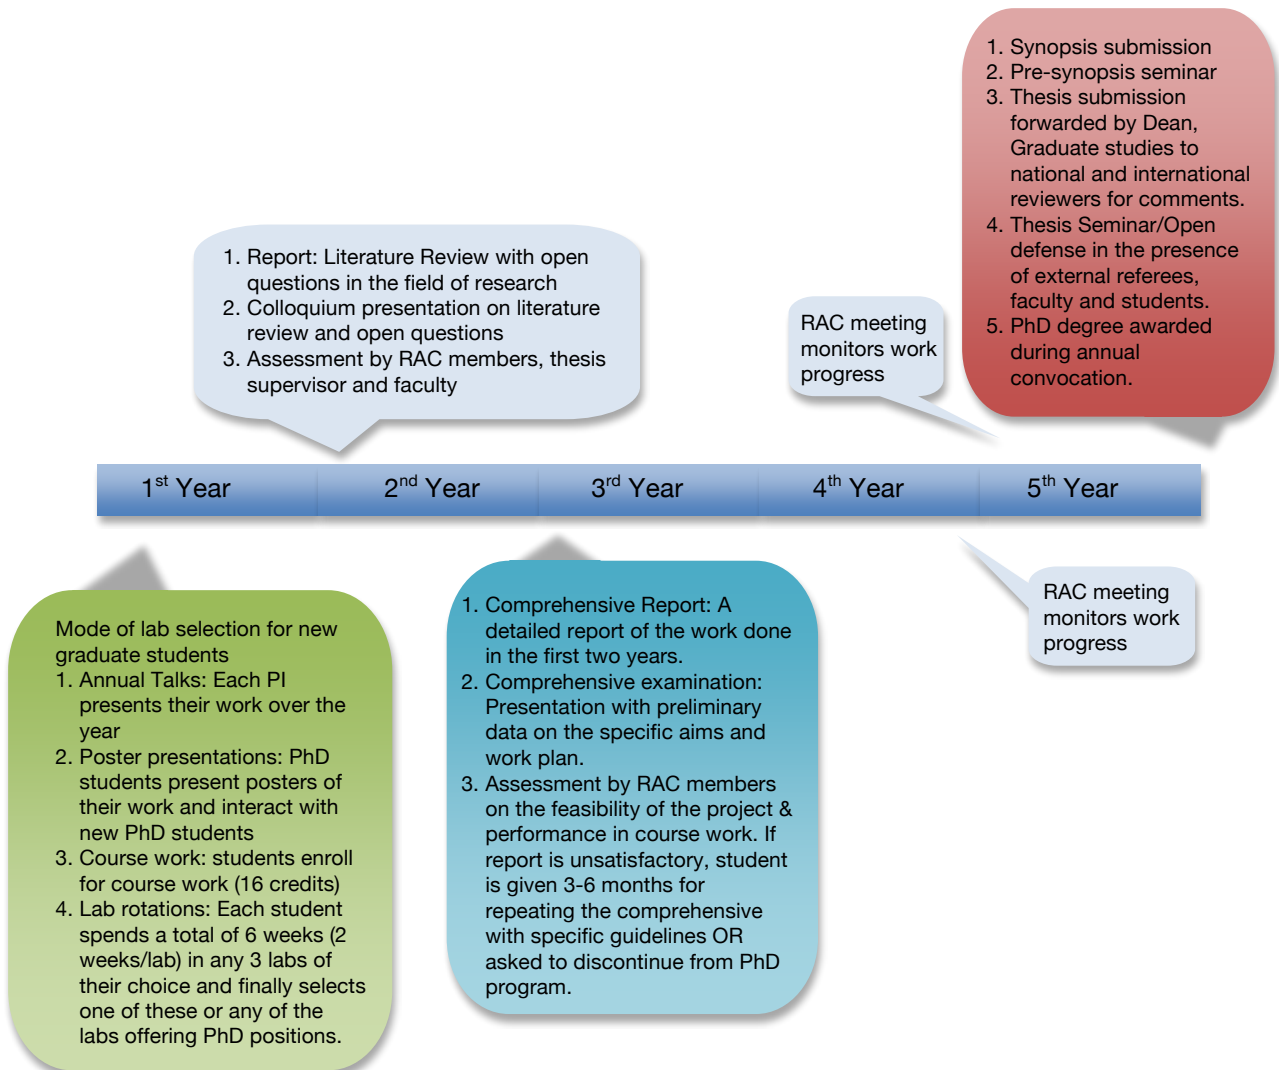 1. Synopsis submission
2. Pre-synopsis seminar
3. Thesis submission
forwarded by Dean,
Graduate studies to
national and international
reviewers for comments.
4. Thesis Seminar/Open
defense in the presence
of external referees,
faculty and students.
5. PhD degree awarded
during annual
convocation.
1. Report: Literature Review with open
questions in the field of research
2. Colloquium presentation on literature
review and open questions
3. Assessment by RAC members, thesis
supervisor and faculty
RAC meeting
monitors work
progress
1st Year
2nd Year
3rd Year
4th Year
5th Year
Mode of lab selection for new
graduate students
1. Annual Talks: Each PI
presents their work over the
year
2. Poster presentations: PhD
students present posters of
their work and interact with
new PhD students
3. Course work: students enroll
for course work (16 credits)
4. Lab rotations: Each student
spends a total of 6 weeks (2
weeks/lab) in any 3 labs of
their choice and finally selects
one of these or any of the
labs offering PhD positions.
1. Comprehensive Report: A
detailed report of the work done
in the first two years.
2. Comprehensive examination:
Presentation with preliminary
data on the specific aims and
work plan.
3. Assessment by RAC members
on the feasibility of the project &
performance in course work. If
report is unsatisfactory, student
is given 3-6 months for
repeating the comprehensive
with specific guidelines OR
asked to discontinue from PhD
program.
RAC meeting
monitors work
progress